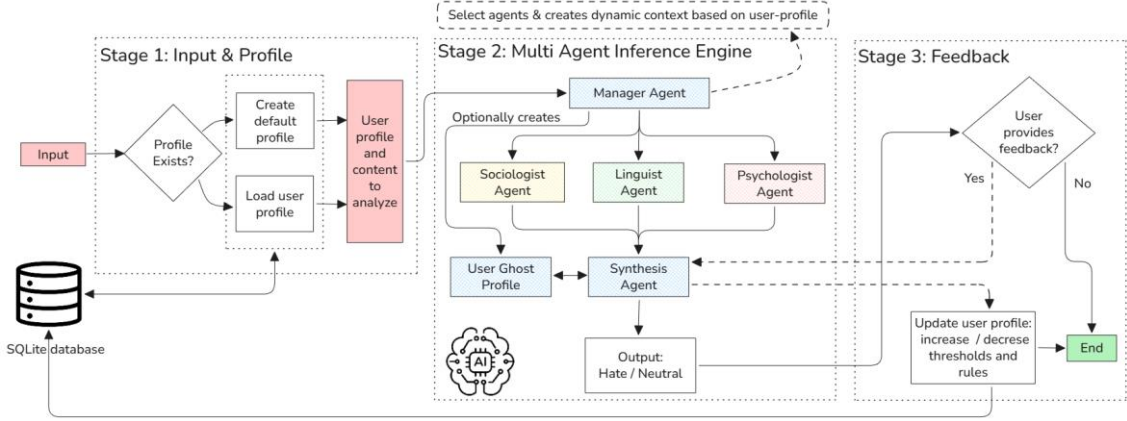 Select agents & creates dynamic context based on user-profile
Stage 1: Input & Profile
Input
Profile
Exists?
Create
default
profile
Load user
profile
User
profile
and
content
to
analyze
SQLite database
Stage 2: Multi Agent Inference Engine
Manager Agent
Optionally creates
Sociologist
Agent
Linguist
Agent
Psychologist
Agent
User Ghost
Profile
Synthesis
Agent
AI
Output:
Hate / Neutral
Stage 3: Feedback
User
provides
feedback?
Yes
No
Update user profile:
increase / decrese
thresholds and
rules
End